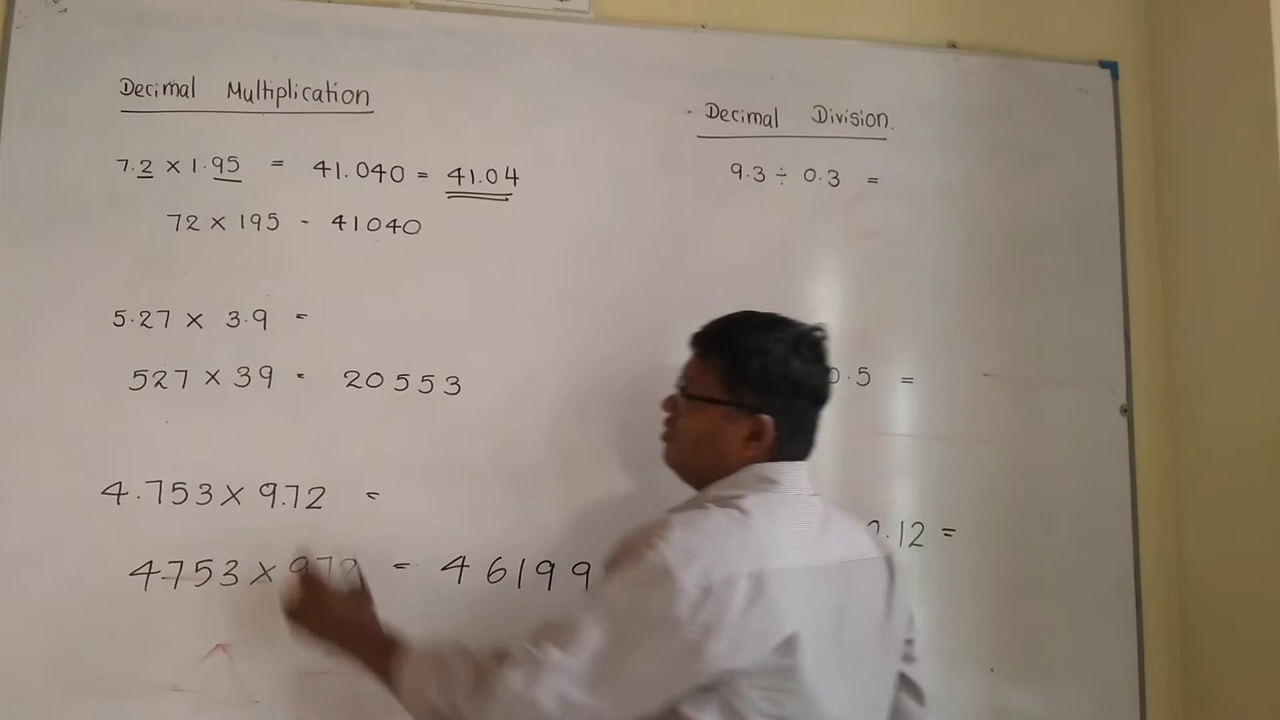 Decimal Multiplication
7.2 × 1.95 = 41.040 = 41.04
72 × 195 - 41040
5.27 × 3.9 =
527 × 39 = 20553
4.753 × 9.72 =
4753 × 972 = 46199
Decimal Division.
9.3 ÷ 0.3 =
0.5 =
.12 =